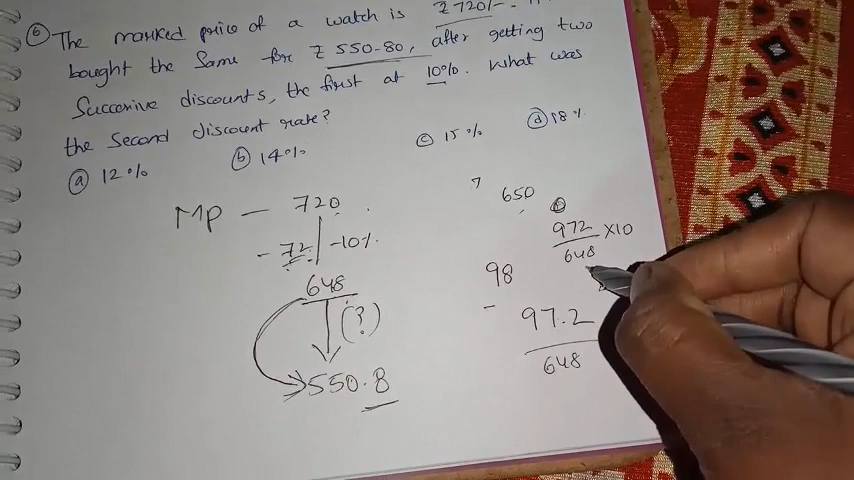 ⑥ The marked price of a watch is ₹720/-.
bought the same for ₹ 550-80, after getting two
Successive discounts, the first at 10%. What was
the second discount rate?
ⓐ 12% ⓑ 14% ⓒ 15% ⓓ 18%
MP — 720
- 72 -10%
648
(?)
550.8
7 650
972 X10
648
98
- 97.2
648